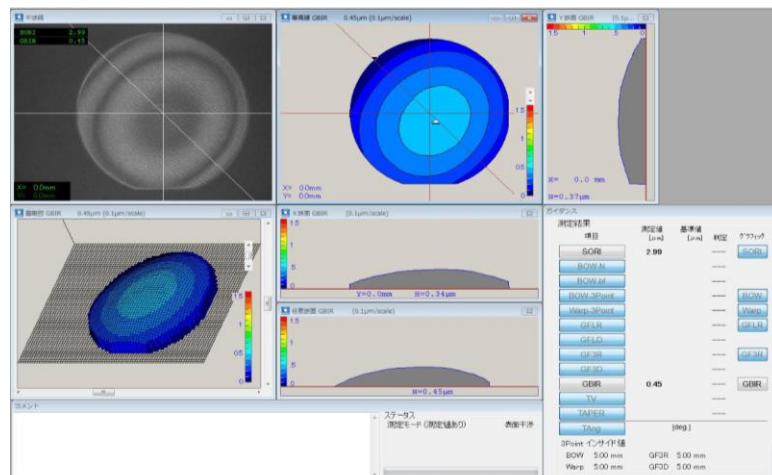 干渉縞
SORI 2.99
GBIR 0.45
X= 0.0mm
Y= 0.0mm
等高線 GBIR 0.45μm (0.1μm/scale)
1.5
1
0.5
0
X= 0.0mm
Y= 0.0mm
Y断面 GBIR (0.1μ...
1.5 1 .5 0
X= 0.0 mm
H=0.37μm
鳥瞰図 GBIR 0.45μm (0.1μm/scale)
1.5
1
0.5
0
X断面 GBIR (0.1μm/scale)
1.5
1
.5
0
Y=0.0mm H=0.34μm
任意断面 GBIR (0.1μm/scale)
1.5
1
.5
0
H=0.45μm
ガイダンス
測定結果
項目 測定値 [μm] 基準値 [μm] 判定 グラフィック
SORI 2.99 ---- SORI
BOW-N ----
BOW-bf ----
BOW-3Point ---- BOW
Warp-3Point ---- Warp
GFLR ---- GFLR
GFLD ----
GF3R ---- GF3R
GF3D ----
GBIR 0.45 ---- GBIR
TV ----
TAPER ----
TAng [deg.]
3Point インサイド値
BOW 5.00 mm GF3R 5.00 mm
Warp 5.00 mm GF3D 5.00 mm
コメント
ステータス
測定モード (測定値あり) 表面干渉